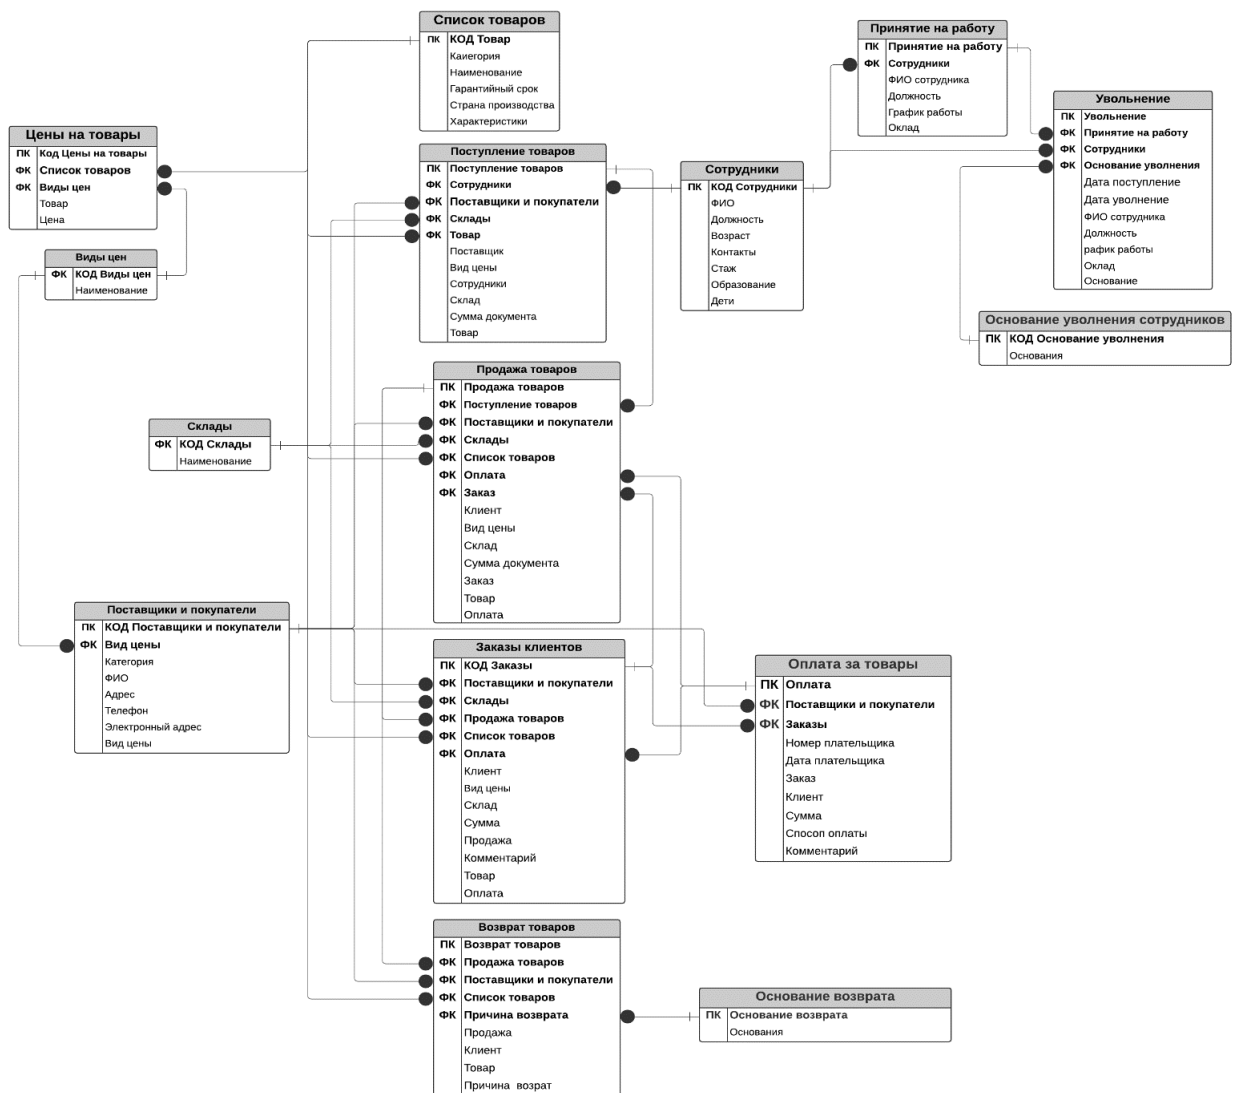 Список товаров
ПК КОД Товар
Каиегория
Наименование
Гарантийный срок
Страна производства
Характеристики
Принятие на работу
ПК Принятие на работу
ФК Сотрудники
ФИО сотрудника
Должность
График работы
Оклад
Увольнение
ПК Увольнение
ФК Принятие на работу
ФК Сотрудники
ФК Основание уволнения
Дата поступление
Дата уволнение
ФИО сотрудника
Должность
рафик работы
Оклад
Основание
Цены на товары
ПК Код Цены на товары
ФК Список товаров
ФК Виды цен
Товар
Цена
Поступление товаров
ПК Поступление товаров
ФК Сотрудники
ФК Поставщики и покупатели
ФК Склады
ФК Товар
Поставщик
Вид цены
Сотрудники
Склад
Сумма документа
Товар
Сотрудники
ПК КОД Сотрудники
ФИО
Должность
Возраст
Контакты
Стаж
Образование
Дети
Виды цен
ФК КОД Виды цен
Наименование
Основание уволнения сотрудников
ПК КОД Основание уволнения
Основания
Продажа товаров
ПК Продажа товаров
ФК Поступление товаров
ФК Поставщики и покупатели
ФК Склады
ФК Список товаров
ФК Оплата
ФК Заказ
Клиент
Вид цены
Склад
Сумма документа
Заказ
Товар
Оплата
Склады
ФК КОД Склады
Наименование
Поставщики и покупатели
ПК КОД Поставщики и покупатели
ФК Вид цены
Категория
ФИО
Адрес
Телефон
Электронный адрес
Вид цены
Заказы клиентов
ПК КОД Заказы
ФК Поставщики и покупатели
ФК Склады
ФК Продажа товаров
ФК Список товаров
ФК Оплата
Клиент
Вид цены
Склад
Сумма
Продажа
Комментарий
Товар
Оплата
Оплата за товары
ПК Оплата
ФК Поставщики и покупатели
ФК Заказы
Номер плательщика
Дата плательщика
Заказ
Клиент
Сумма
Спосоп оплаты
Комментарий
Возврат товаров
ПК Возврат товаров
ФК Продажа товаров
ФК Поставщики и покупатели
ФК Список товаров
ФК Причина возврата
Продажа
Клиент
Товар
Причина возрат
Основание возврата
ПК Основание возврата
Основания